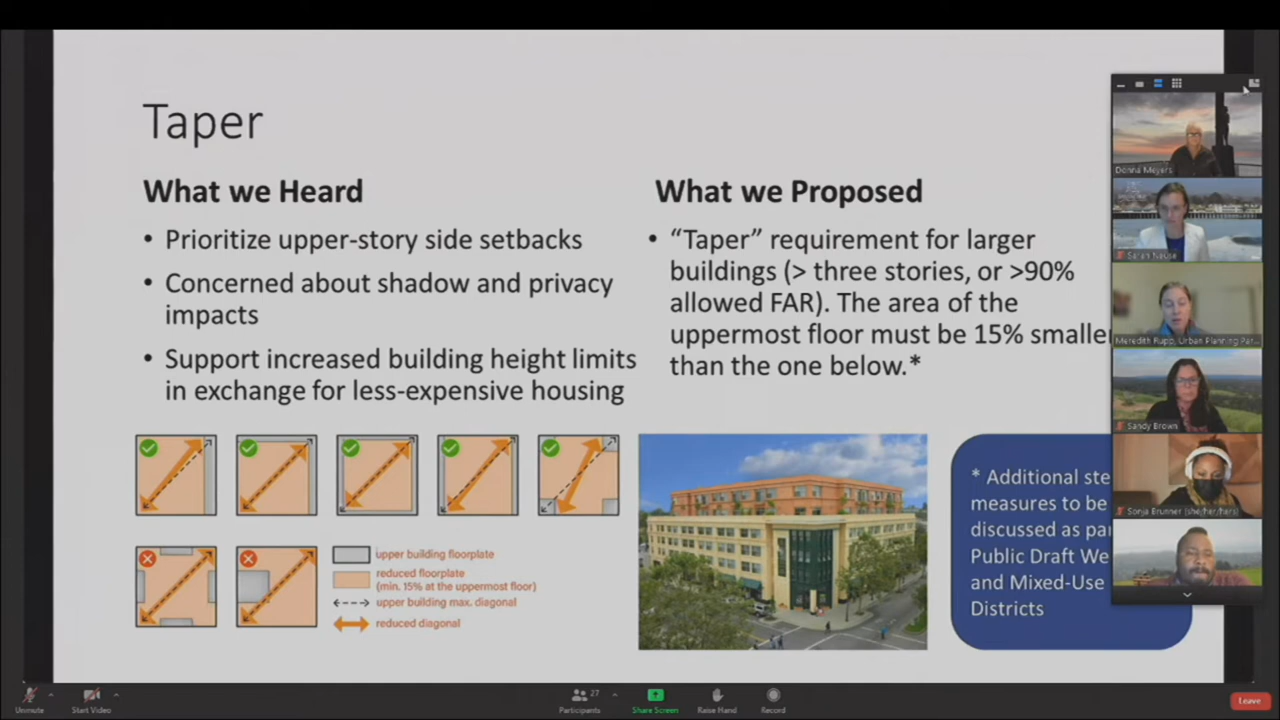 Taper
What we Heard
• Prioritize upper-story side setbacks
• Concerned about shadow and privacy
impacts
• Support increased building height limits
in exchange for less-expensive housing
What we Proposed
• “Taper” requirement for larger
buildings (> three stories, or >90%
allowed FAR). The area of the
uppermost floor must be 15% smaller
than the one below.*
upper building floorplate
reduced floorplate
(min. 15% at the uppermost floor)
upper building max. diagonal
reduced diagonal
* Additional ste
measures to be
discussed as par
Public Draft We
and Mixed-Use
Districts
Donna Meyers
Sarah Neuse
Meredith Rupp, Urban Planning Par...
Sandy Brown
Sonja Brunner (she/her/hers)
Unmute
Start Video
27
Participants
Share Screen
Raise Hand
Record
Leave